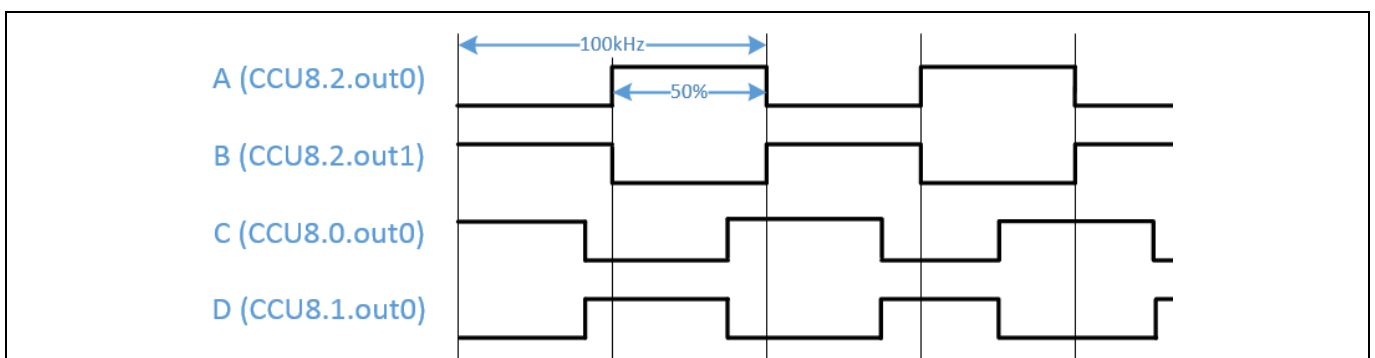 100kHz
A (CCU8.2.out0)
50%
B (CCU8.2.out1)
C (CCU8.0.out0)
D (CCU8.1.out0)